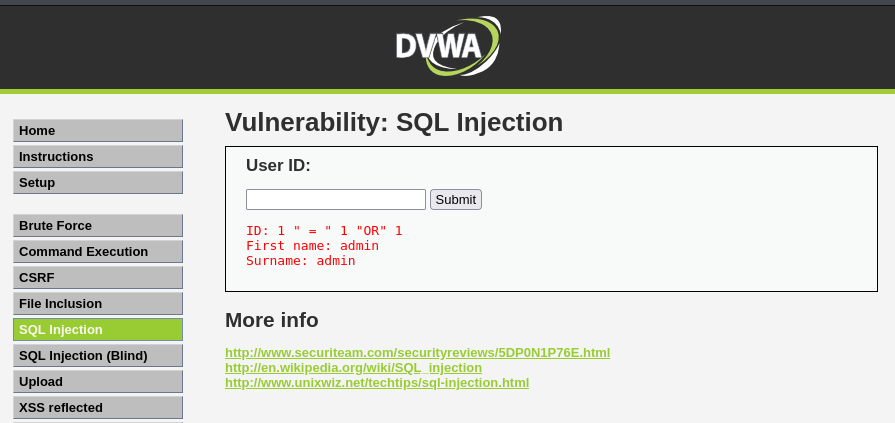 DVWA
Home
Instructions
Setup
Brute Force
Command Execution
CSRF
File Inclusion
SQL Injection
SQL Injection (Blind)
Upload
XSS reflected
Vulnerability: SQL Injection
User ID:
Submit
ID: 1 " = " 1 "OR" 1
First name: admin
Surname: admin
More info
http://www.securiteam.com/securityreviews/5DP0N1P76E.html
http://en.wikipedia.org/wiki/SQL_injection
http://www.unixwiz.net/techtips/sql-injection.html